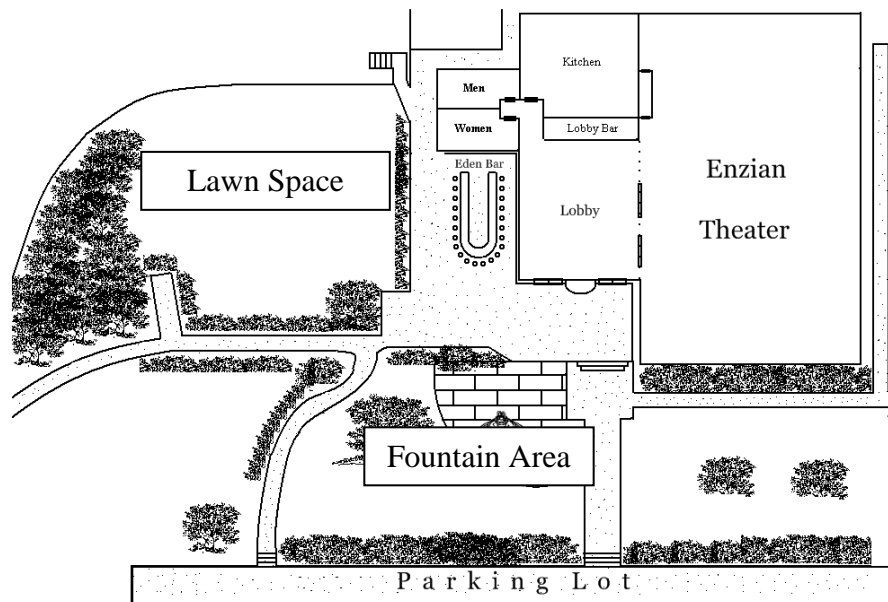 Kitchen
Men
Women
Lobby Bar
Lawn Space
Eden Bar
Enzian
Theater
Lobby
Fountain Area
Parking Lot